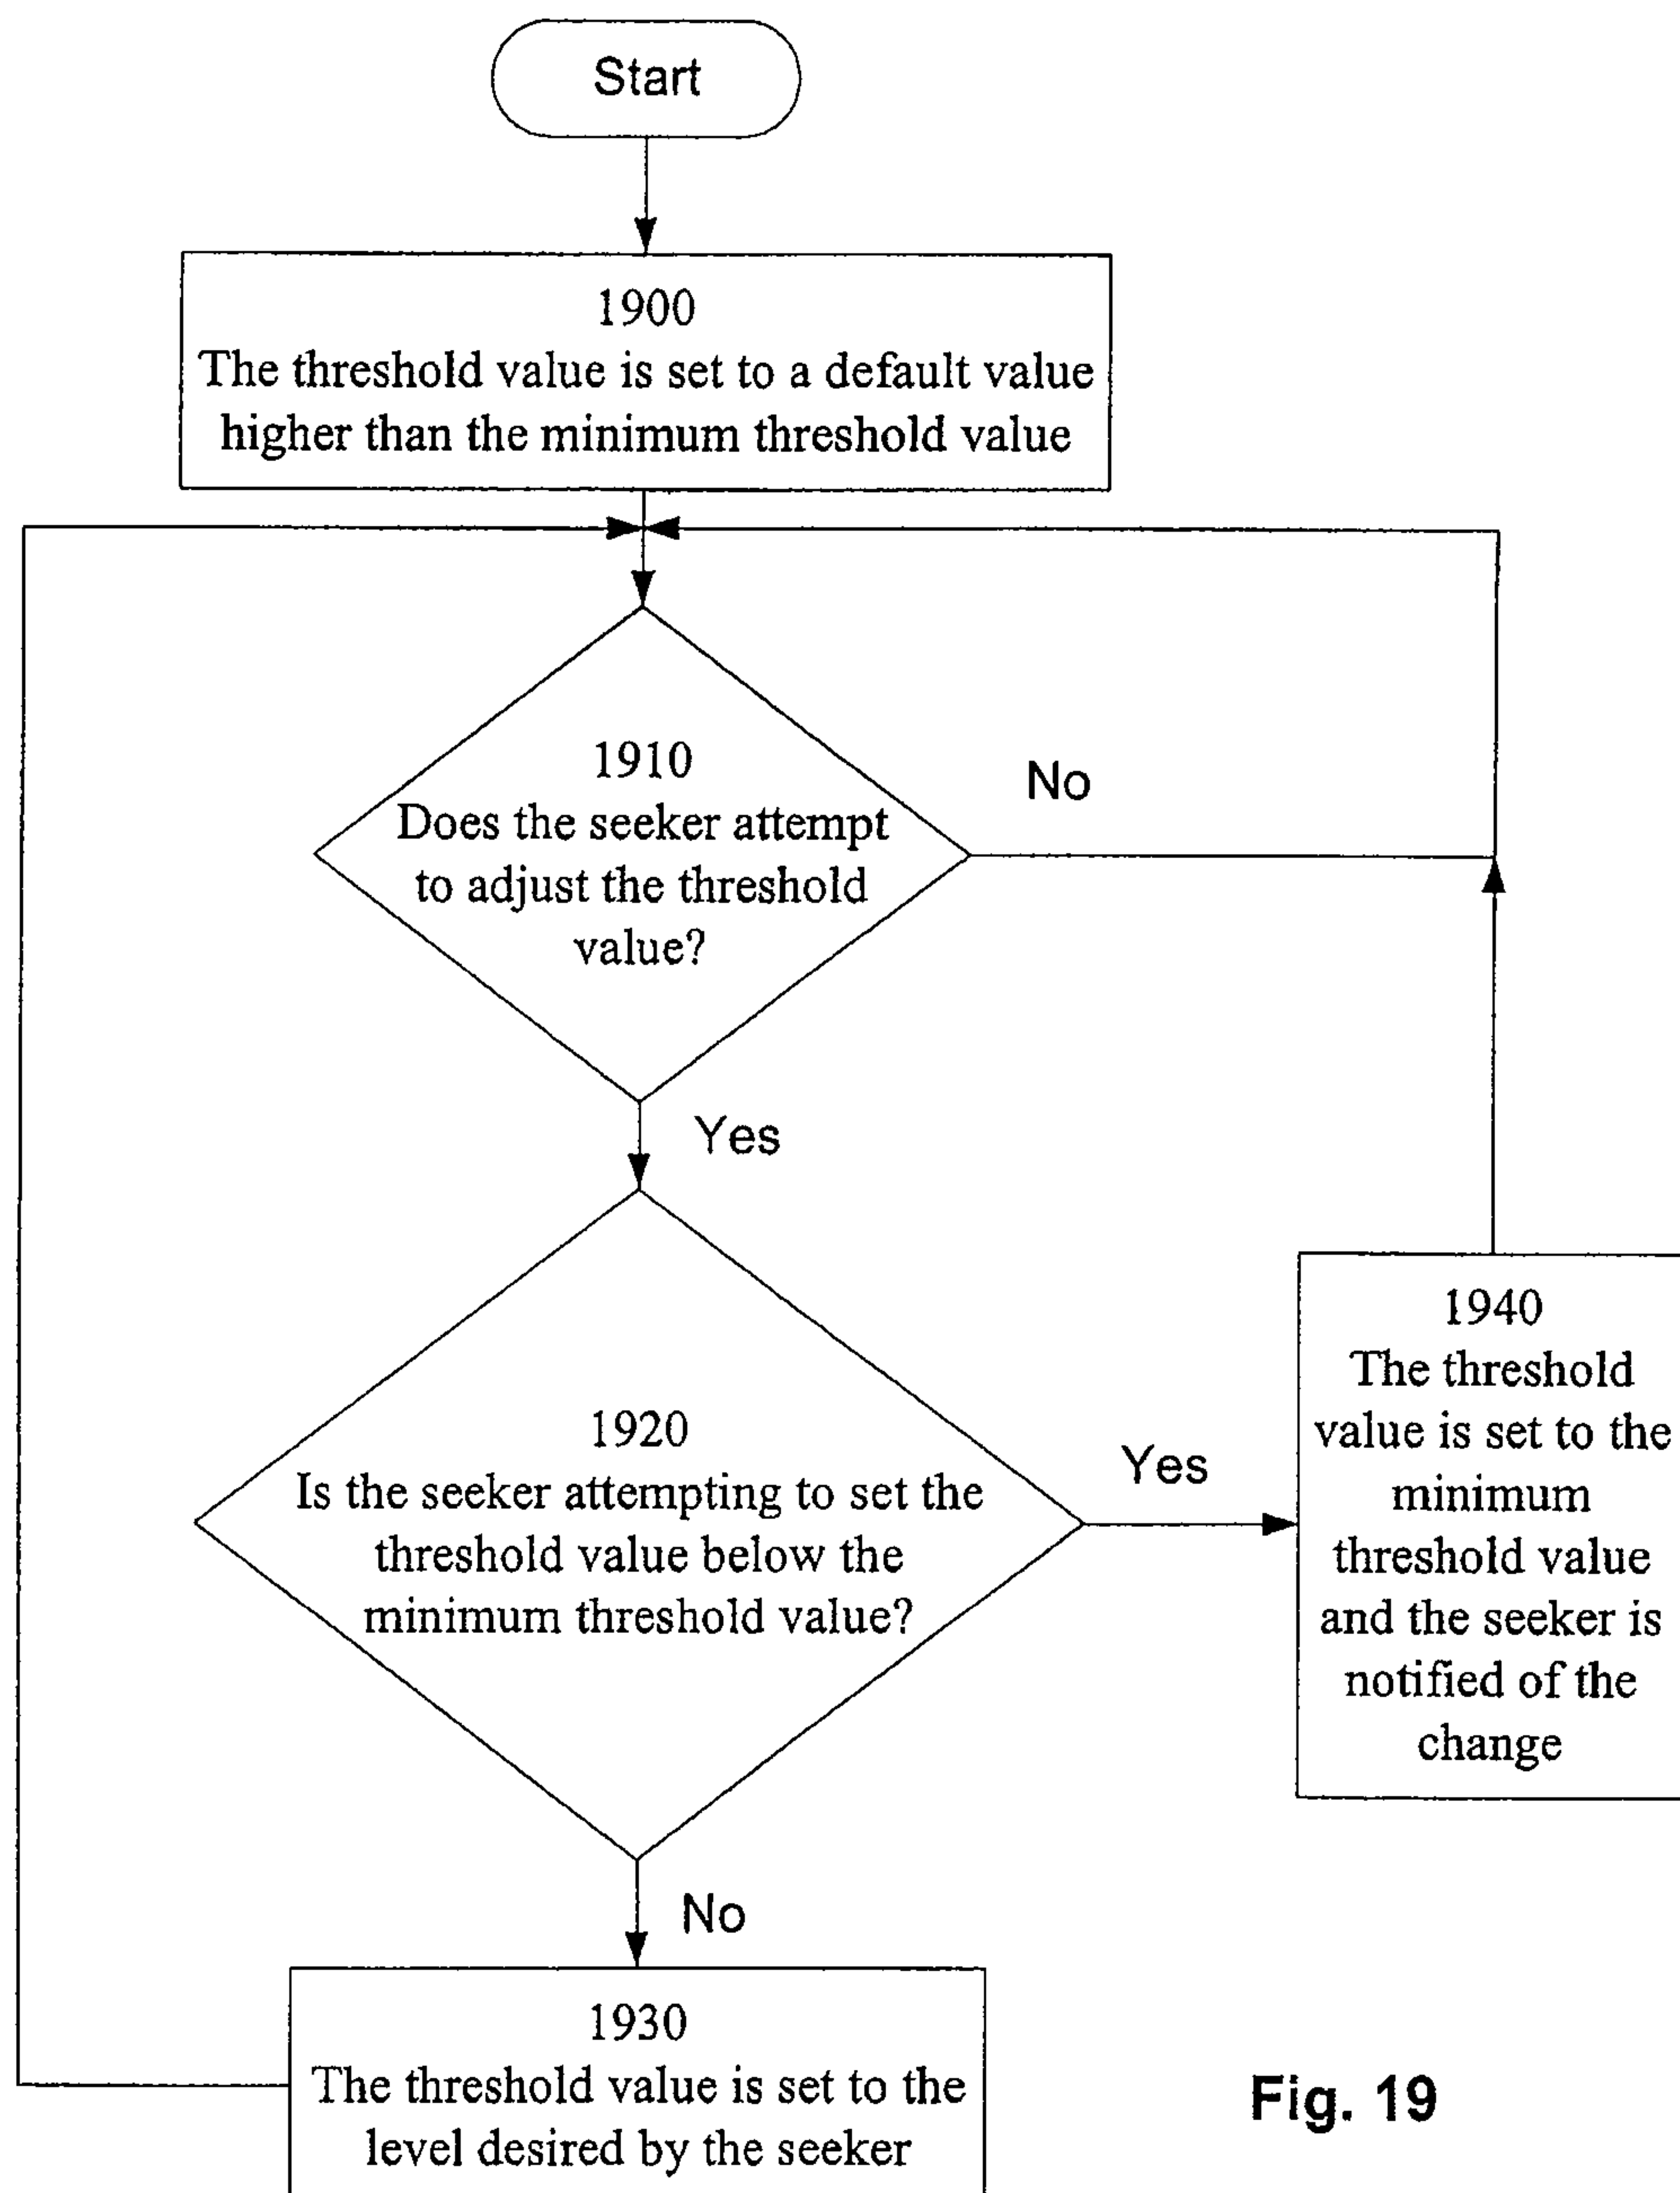 Start
1900
The threshold value is set to a default value
higher than the minimum threshold value
1910
Does the seeker attempt
to adjust the threshold
value?
No
Yes
1920
Is the seeker attempting to set the
threshold value below the
minimum threshold value?
Yes
1940
The threshold
value is set to the
minimum
threshold value
and the seeker is
notified of the
change
No
1930
The threshold value is set to the
level desired by the seeker
Fig. 19